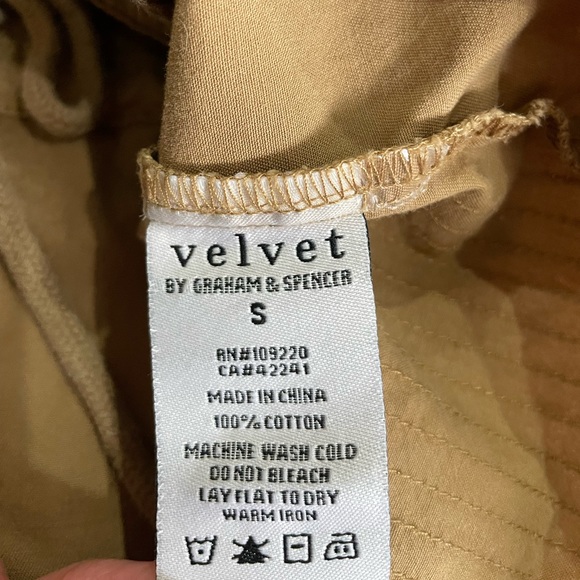 velvet
BY GRAHAM & SPENCER
S
RN#109220
CA#42241
MADE IN CHINA
100% COTTON
MACHINE WASH COLD
DO NOT BLEACH
LAY FLAT TO DRY
WARM IRON